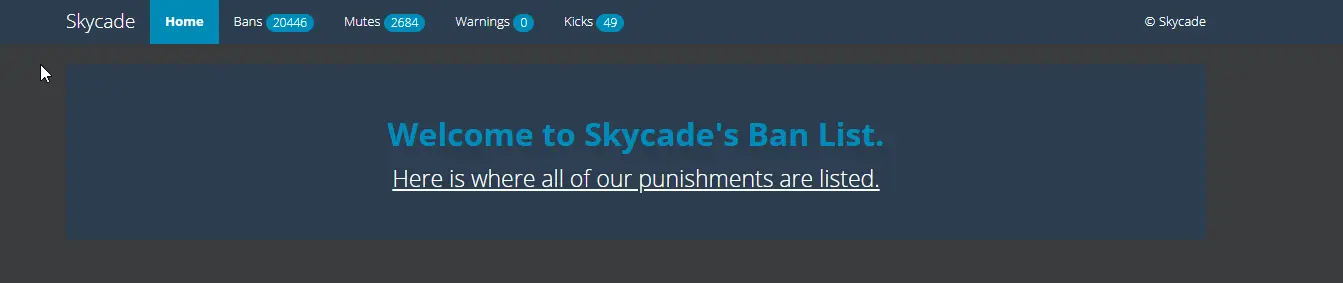 Skycade Home Bans 20446 Mutes 2684 Warnings 0 Kicks 49 © Skycade
Welcome to Skycade's Ban List.
Here is where all of our punishments are listed.